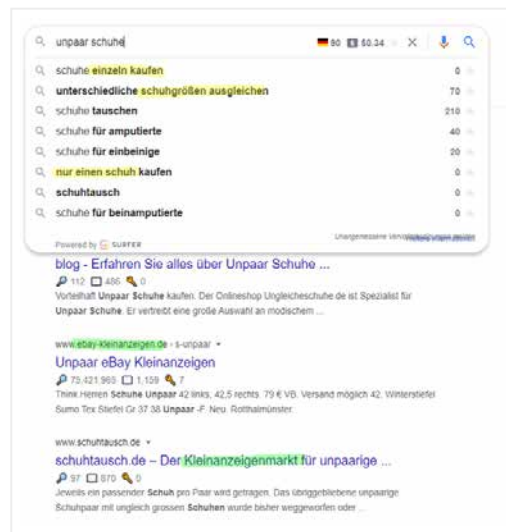 unpaar schuhe 80 50.34
schuhe einzeln kaufen 0
unterschiedliche schuhgrößen ausgleichen 70
schuhe tauschen 210
schuhe für amputierte 40
schuhe für einbeinige 20
nur einen schuh kaufen 0
schuhtausch 0
schuhe für beinamputierte 0
Powered by SURFER
blog - Erfahren Sie alles über Unpaar Schuhe ...
112 486 0
Vorteilhaft Unpaar Schuhe kaufen. Der Onlineshop Ungleicheschuhe.de ist Spezialist für
Unpaar Schuhe. Er vertreibt eine große Auswahl an modischem ...
www.ebay-kleinanzeigen.de › s-unpaar
Unpaar eBay Kleinanzeigen
75.421.965 1,159 7
Think Herren Schuhe Unpaar 42 links, 42,5 rechts. 79 € VB. Versand möglich 42. Winterstiefel
Sumo Tex Stiefel Gr 37 38 Unpaar -F. Neu. Rotthalmünster.
www.schuhtausch.de
schuhtausch.de – Der Kleinanzeigenmarkt für unpaarige ...
97 870 0
Jeweils ein passender Schuh pro Paar wird getragen. Das übriggebliebene unpaarige
Schuhpaar mit ungleich grossen Schuhen wurde bisher weggeworfen oder ...